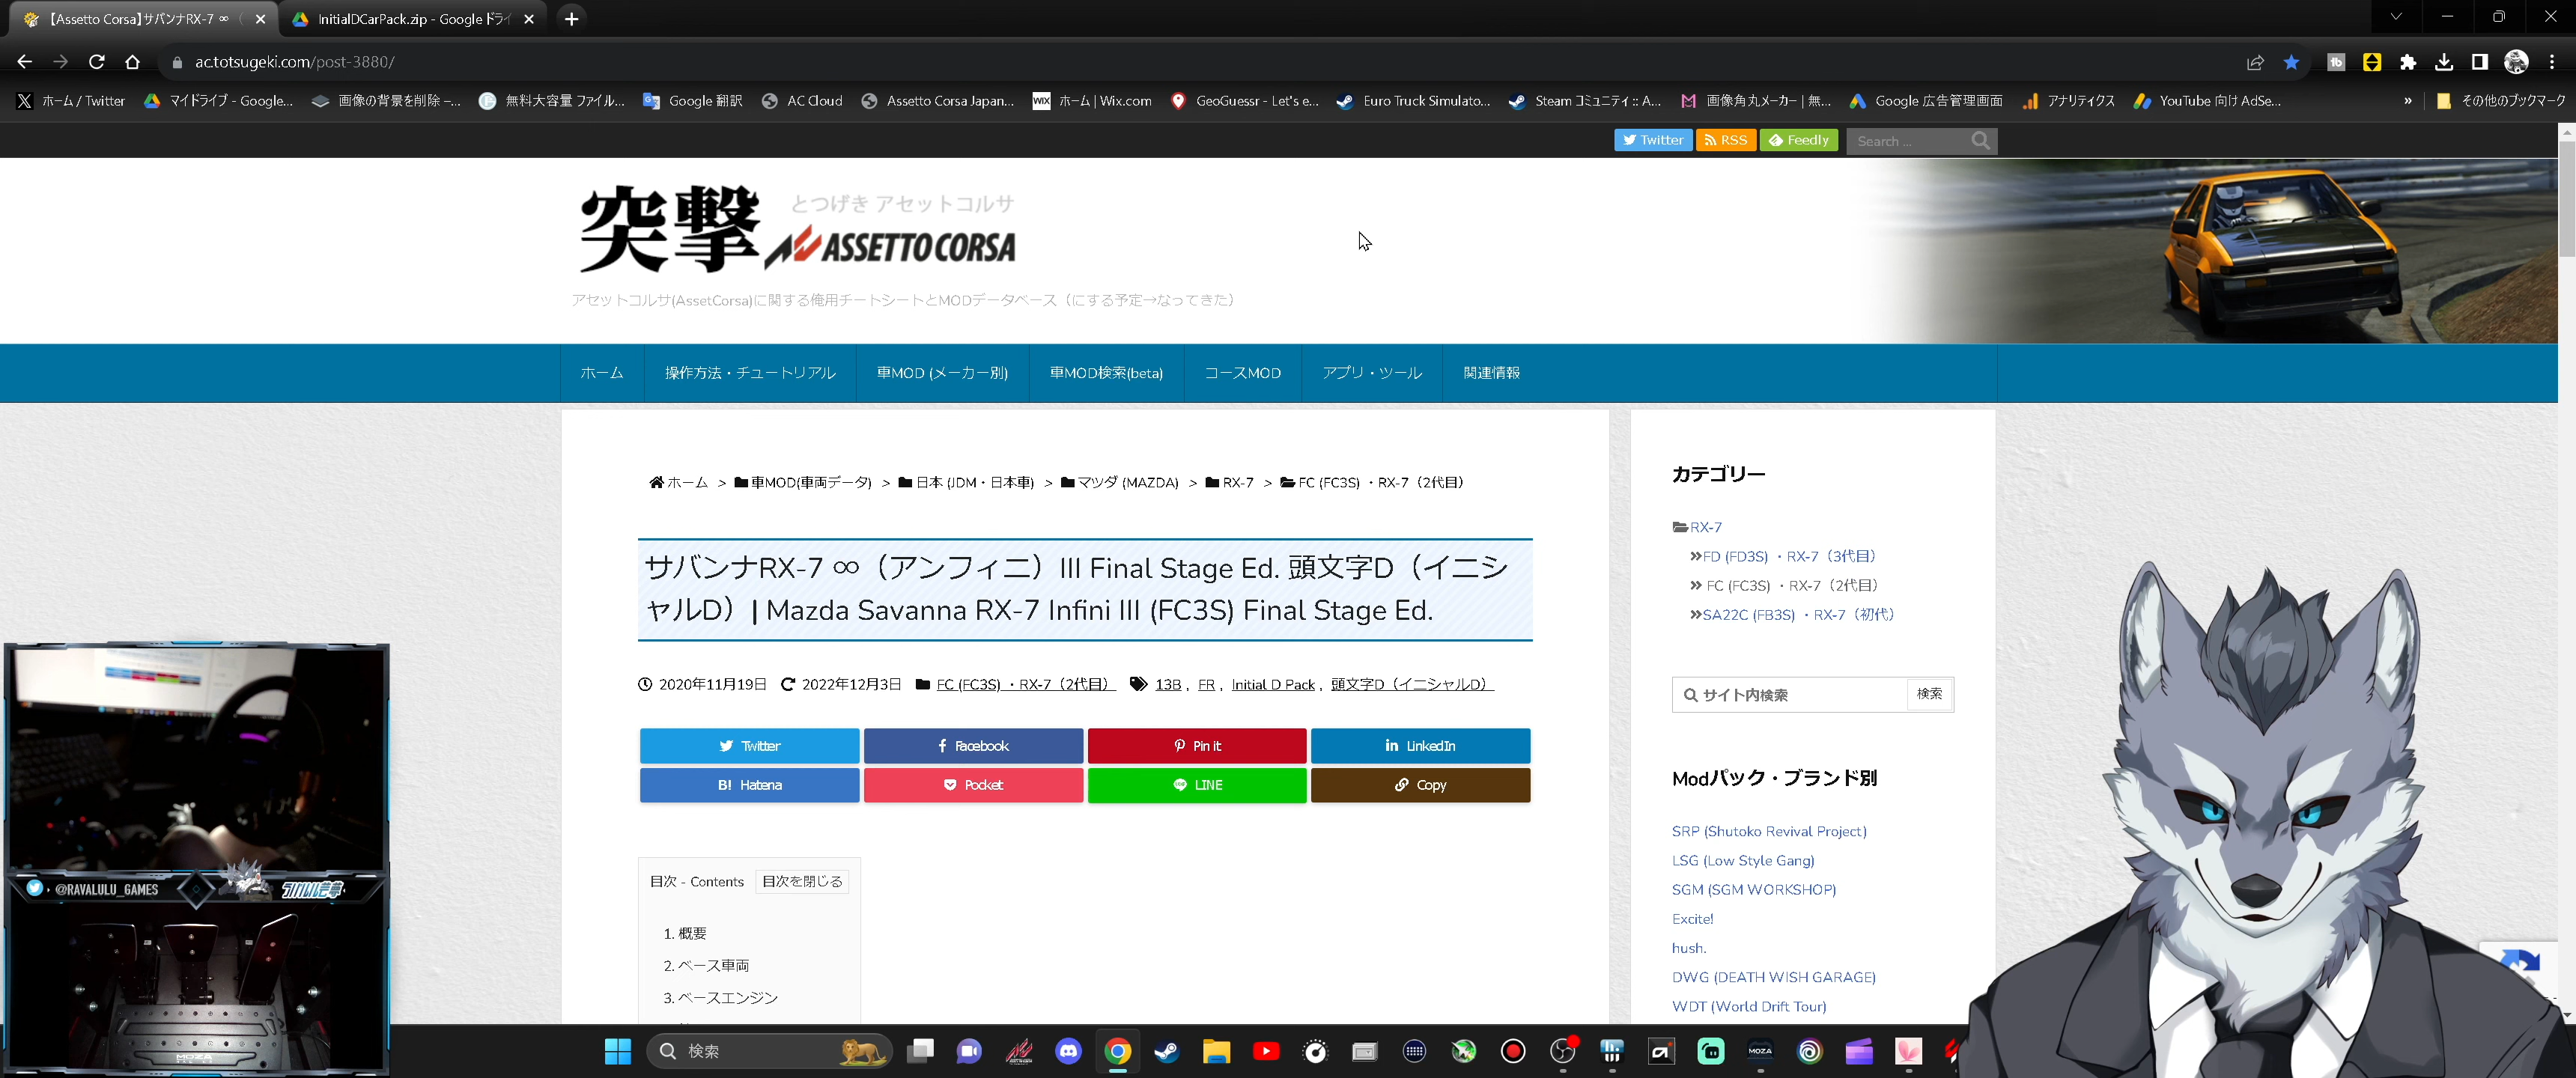 【Assetto Corsa】サバンナRX-7 ∞（
InitialDCarPack.zip - Google ドライ
ac.totsugeki.com/post-3880/
ホーム / Twitter
マイドライブ - Google...
画像の背景を削除 –...
無料大容量 ファイル...
Google 翻訳
AC Cloud
Assetto Corsa Japan...
WIX
ホーム | Wix.com
GeoGuessr - Let's e...
Euro Truck Simulato...
Steam コミュニティ :: A...
画像角丸メーカー | 無...
Google 広告管理画面
アナリティクス
YouTube 向け AdSe...
»
その他のブックマーク
Twitter
RSS
Feedly
Search ...
突撃
とつげき アセットコルサ
ASSETTO CORSA
アセットコルサ(AssetCorsa)に関する俺用チートシートとMODデータベース（にする予定→なってきた）
ホーム
操作方法・チュートリアル
車MOD (メーカー別)
車MOD検索(beta)
コースMOD
アプリ・ツール
関連情報
ホーム > 車MOD(車両データ) > 日本 (JDM・日本車) > マツダ (MAZDA) > RX-7 > FC (FC3S) ・RX-7（2代目）
サバンナRX-7 ∞（アンフィニ）III Final Stage Ed. 頭文字D（イニシ
ャルD）| Mazda Savanna RX-7 Infini III (FC3S) Final Stage Ed.
2020年11月19日 2022年12月3日 FC (FC3S) ・RX-7（2代目） 13B , FR , Initial D Pack , 頭文字D（イニシャルD）
Twitter
Facebook
Pin it
LinkedIn
B! Hatena
Pocket
LINE
Copy
目次 - Contents 目次を閉じる
1. 概要
2. ベース車両
3. ベースエンジン
カテゴリー
RX-7
»FD (FD3S) ・RX-7（3代目）
» FC (FC3S) ・RX-7（2代目）
»SA22C (FB3S) ・RX-7（初代）
サイト内検索 検索
Modパック・ブランド別
SRP (Shutoko Revival Project)
LSG (Low Style Gang)
SGM (SGM WORKSHOP)
Excite!
hush.
DWG (DEATH WISH GARAGE)
WDT (World Drift Tour)
@RAVALULU_GAMES
MOZA
検索
MOZA